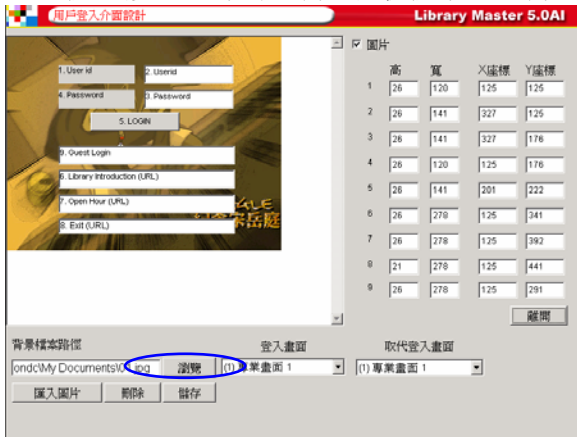 用戶登入介面設計
Library Master 5.0AI
圖片
高 寬 X座標 Y座標
1. User id
2. Userid
1 26 120 125 125
4. Password
3. Password
2 26 141 327 125
5. LOGIN
3 26 141 327 176
9. Guest Login
4 26 120 125 176
6. Library Introduction (URL)
5 26 141 201 222
7. Open Hour (URL)
6 26 278 125 341
8. Exit (URL)
7 26 278 125 392
8 21 278 125 441
9 26 278 125 291
離開
背景檔案路徑
登入畫面
取代登入畫面
ondc\My Documents\
瀏覽
(1) 專業畫面 1
(1) 專業畫面 1
匯入圖片
刪除
儲存